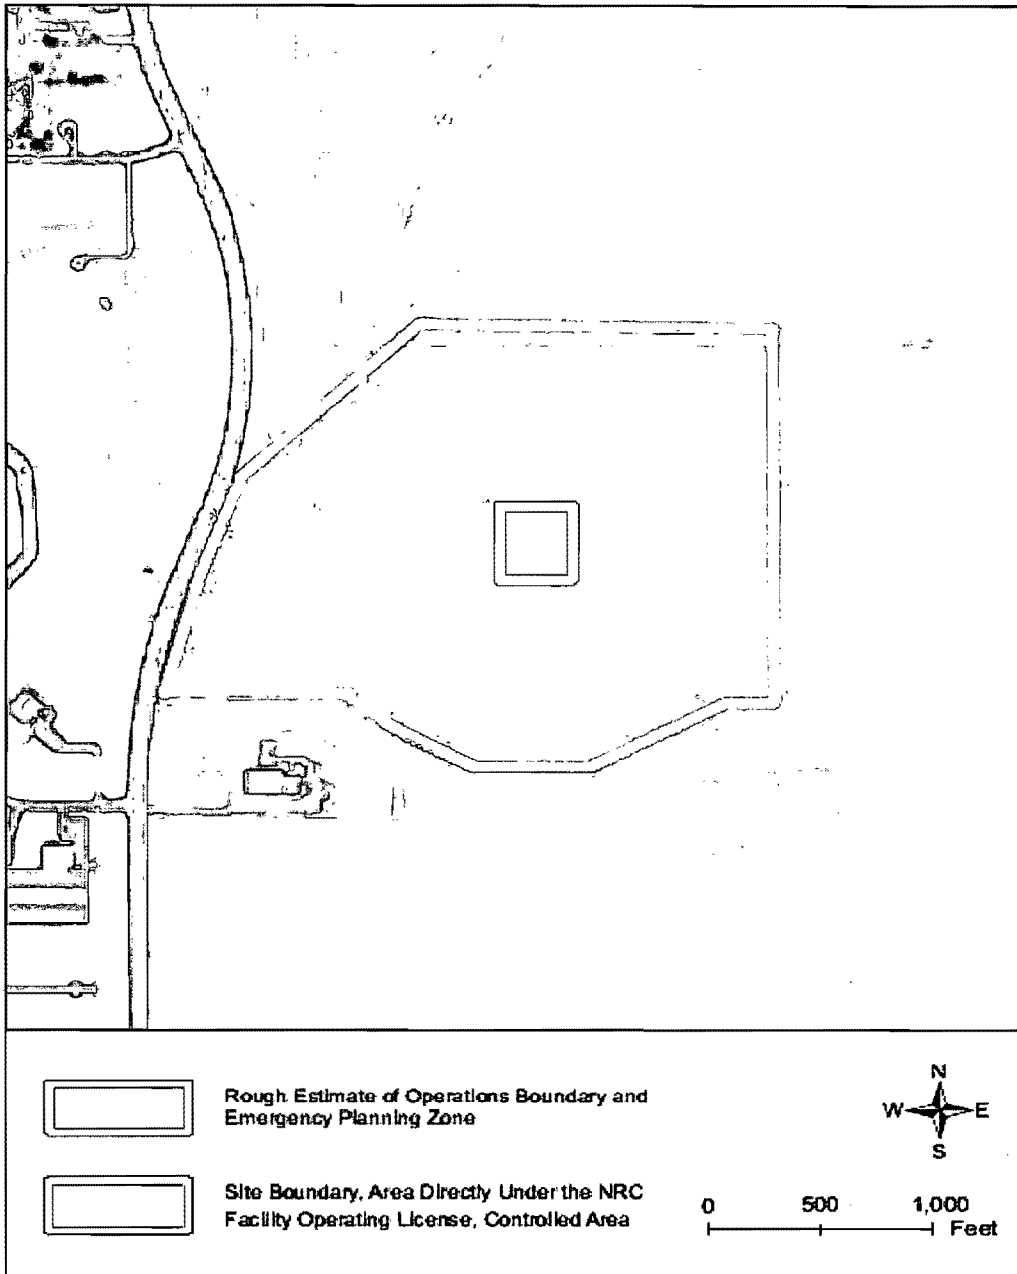 Rough Estimate of Operations Boundary and
Emergency Planning Zone
Site Boundary, Area Directly Under the NRC
Facility Operating License, Controlled Area
N
W E
S
0 500 1,000
Feet